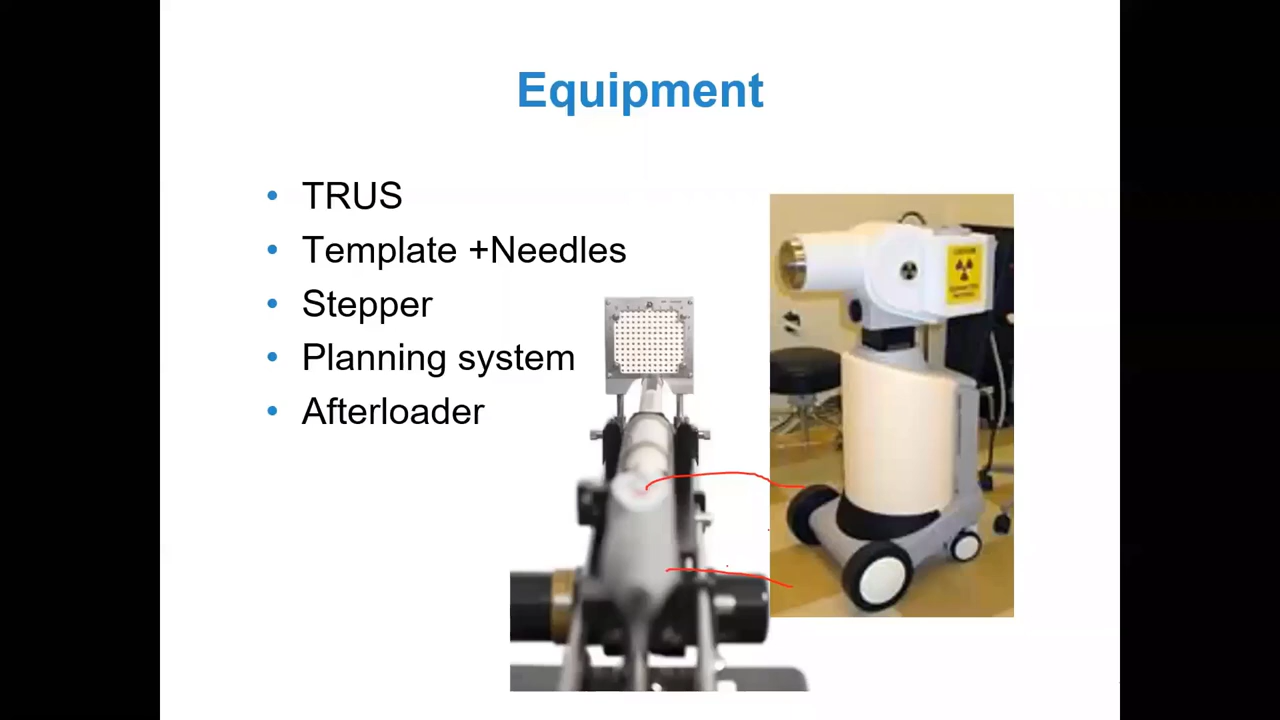 Equipment
TRUS
Template +Needles
Stepper
Planning system
Afterloader